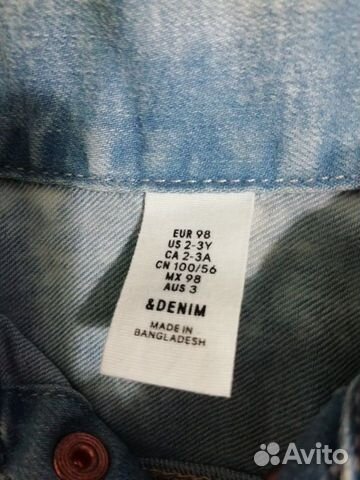 EUR 98
US 2-3Y
CA 2-3A
CN 100/56
MX 98
AUS 3
&DENIM
MADE IN
BANGLADESH
Avito